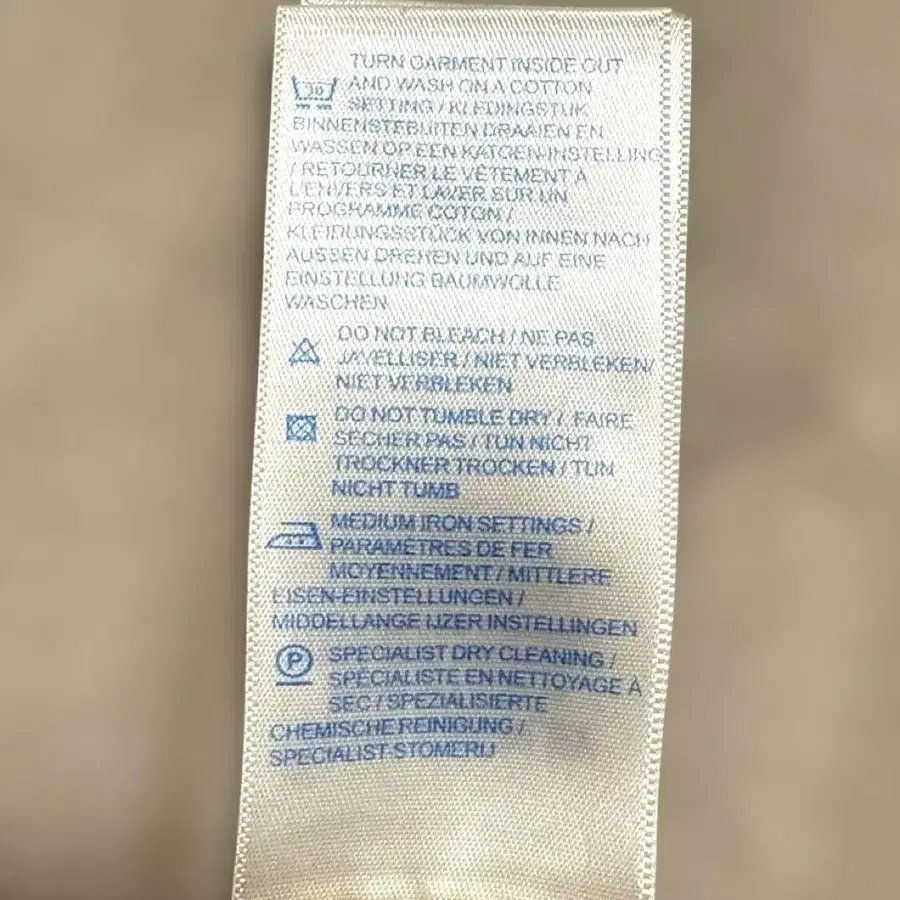 TURN GARMENT INSIDE OUT
30 AND WASH ON A COTTON
SETTING / KLEDINGSTUK
BINNENSTEBUITEN DRAAIEN EN
WASSEN OP EEN KATOEN-INSTELLING
/ RETOURNER LE VÊTEMENT À
L'ENVERS ET LAVER SUR UN
PROGRAMME COTON /
KLEIDUNGSSTÜCK VON INNEN NACH
AUSSEN DREHEN UND AUF EINE
EINSTELLUNG BAUMWOLLE
WASCHEN
DO NOT BLEACH / NE PAS
JAVELLISER / NIET VERBLEKEN/
NIET VERBLEKEN
DO NOT TUMBLE DRY / FAIRE
SÉCHER PAS / TUN NICHT
TROCKNER TROCKEN / TUN
NICHT TUMB
MEDIUM IRON SETTINGS /
PARAMÈTRES DE FER
MOYENNEMENT / MITTLERE
EISEN-EINSTELLUNGEN /
MIDDELLANGE IJZER INSTELLINGEN
P SPECIALIST DRY CLEANING /
SPÉCIALISTE EN NETTOYAGE À
SEC / SPEZIALISIERTE
CHEMISCHE REINIGUNG /
SPECIALIST STOMERIJ